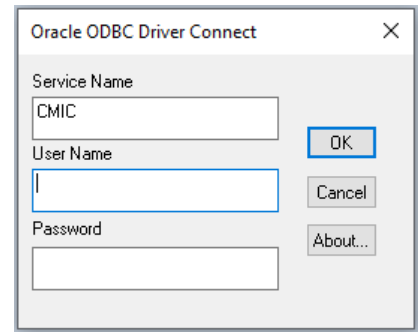 Oracle ODBC Driver Connect
Service Name
CMIC
OK
User Name
Cancel
Password
About...